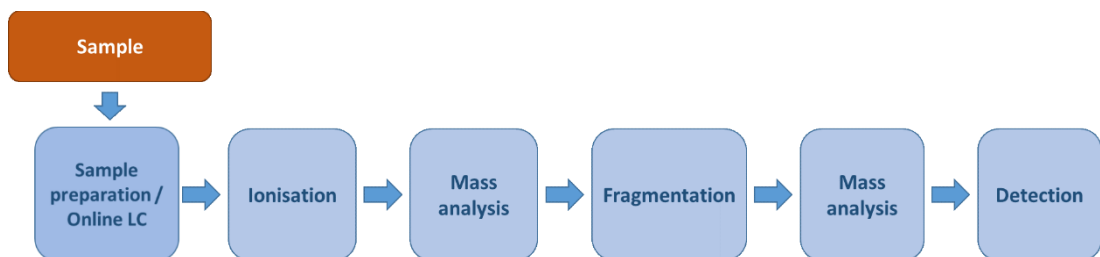 Sample
Sample
preparation /
Online LC
Ionisation
Mass
analysis
Fragmentation
Mass
analysis
Detection